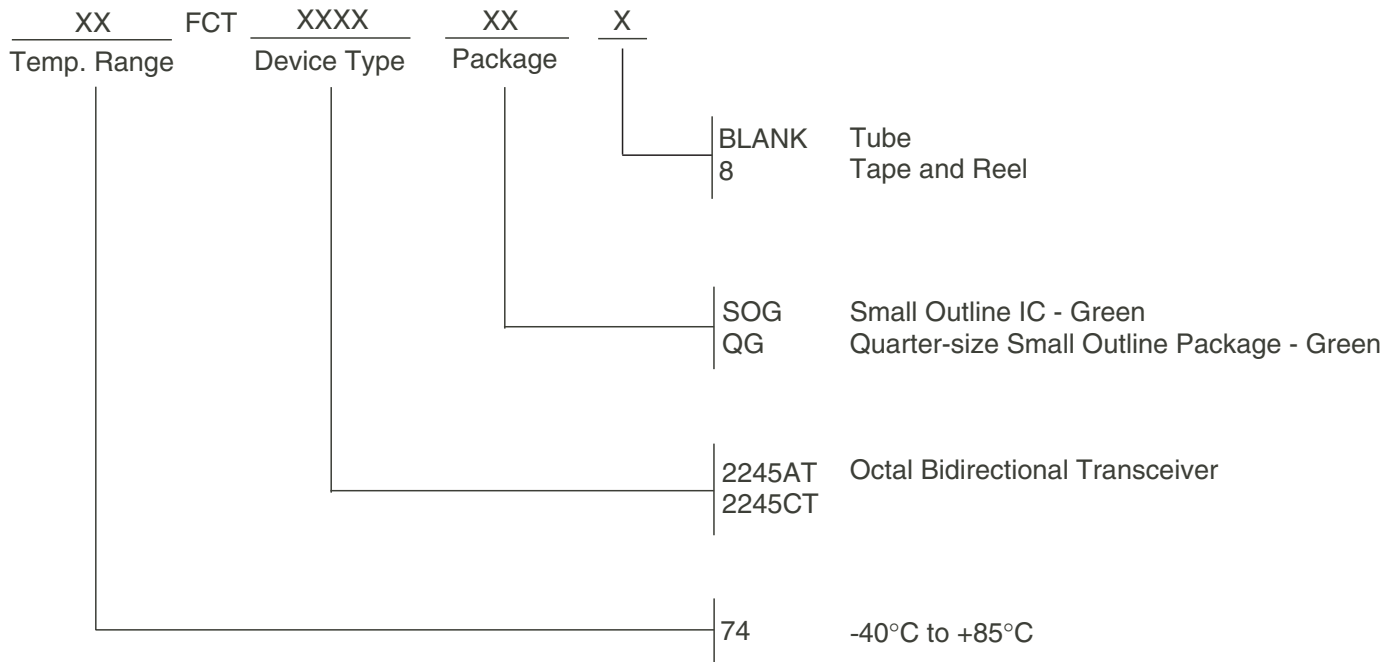 XX FCT XXXX XX X
Temp. Range Device Type Package
BLANK Tube
8 Tape and Reel
SOG Small Outline IC - Green
QG Quarter-size Small Outline Package - Green
2245AT Octal Bidirectional Transceiver
2245CT
74 -40°C to +85°C